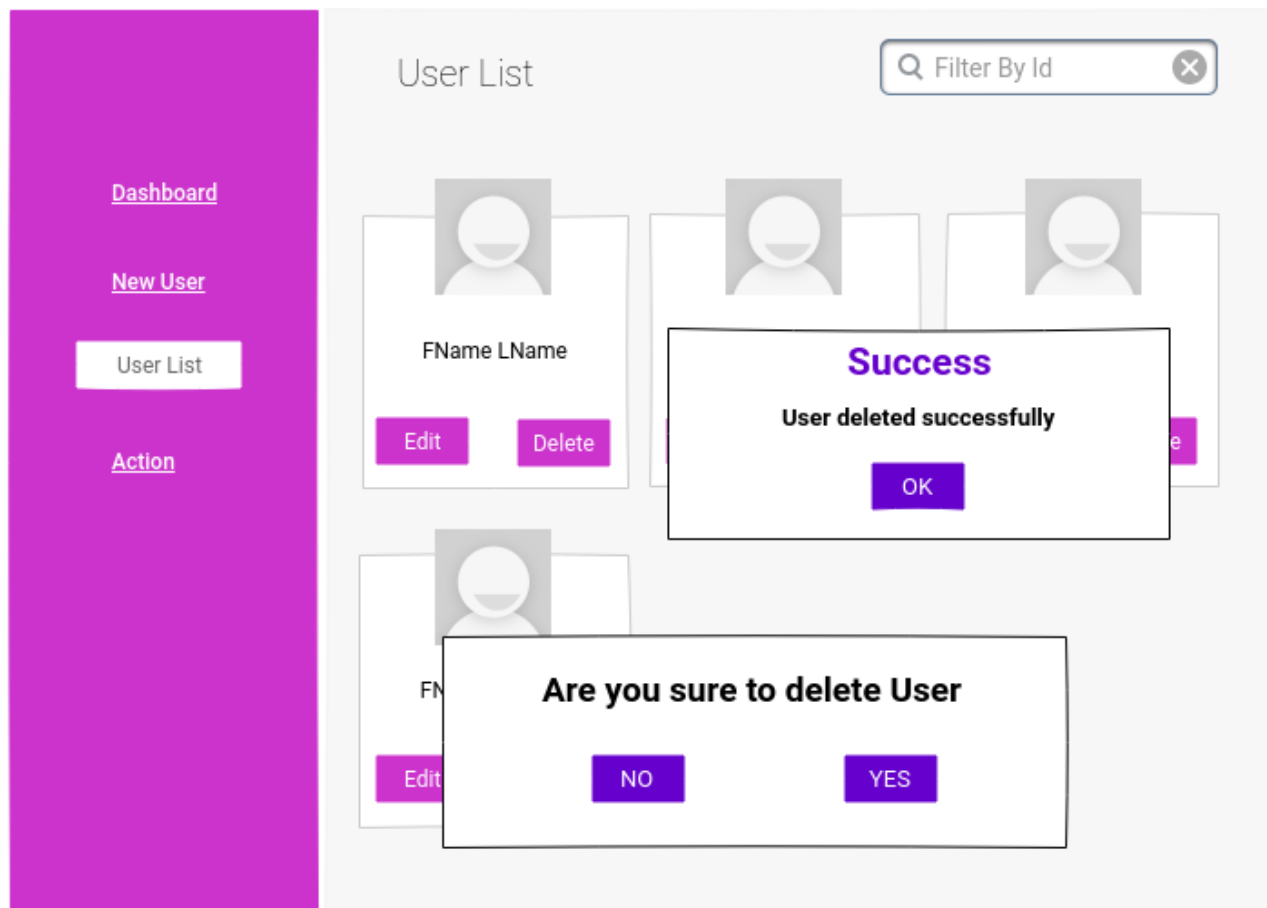 User List
Filter By Id
Dashboard
New User
User List
Action
FName LName
Edit
Delete
Success
User deleted successfully
OK
Are you sure to delete User
NO
YES
Edit